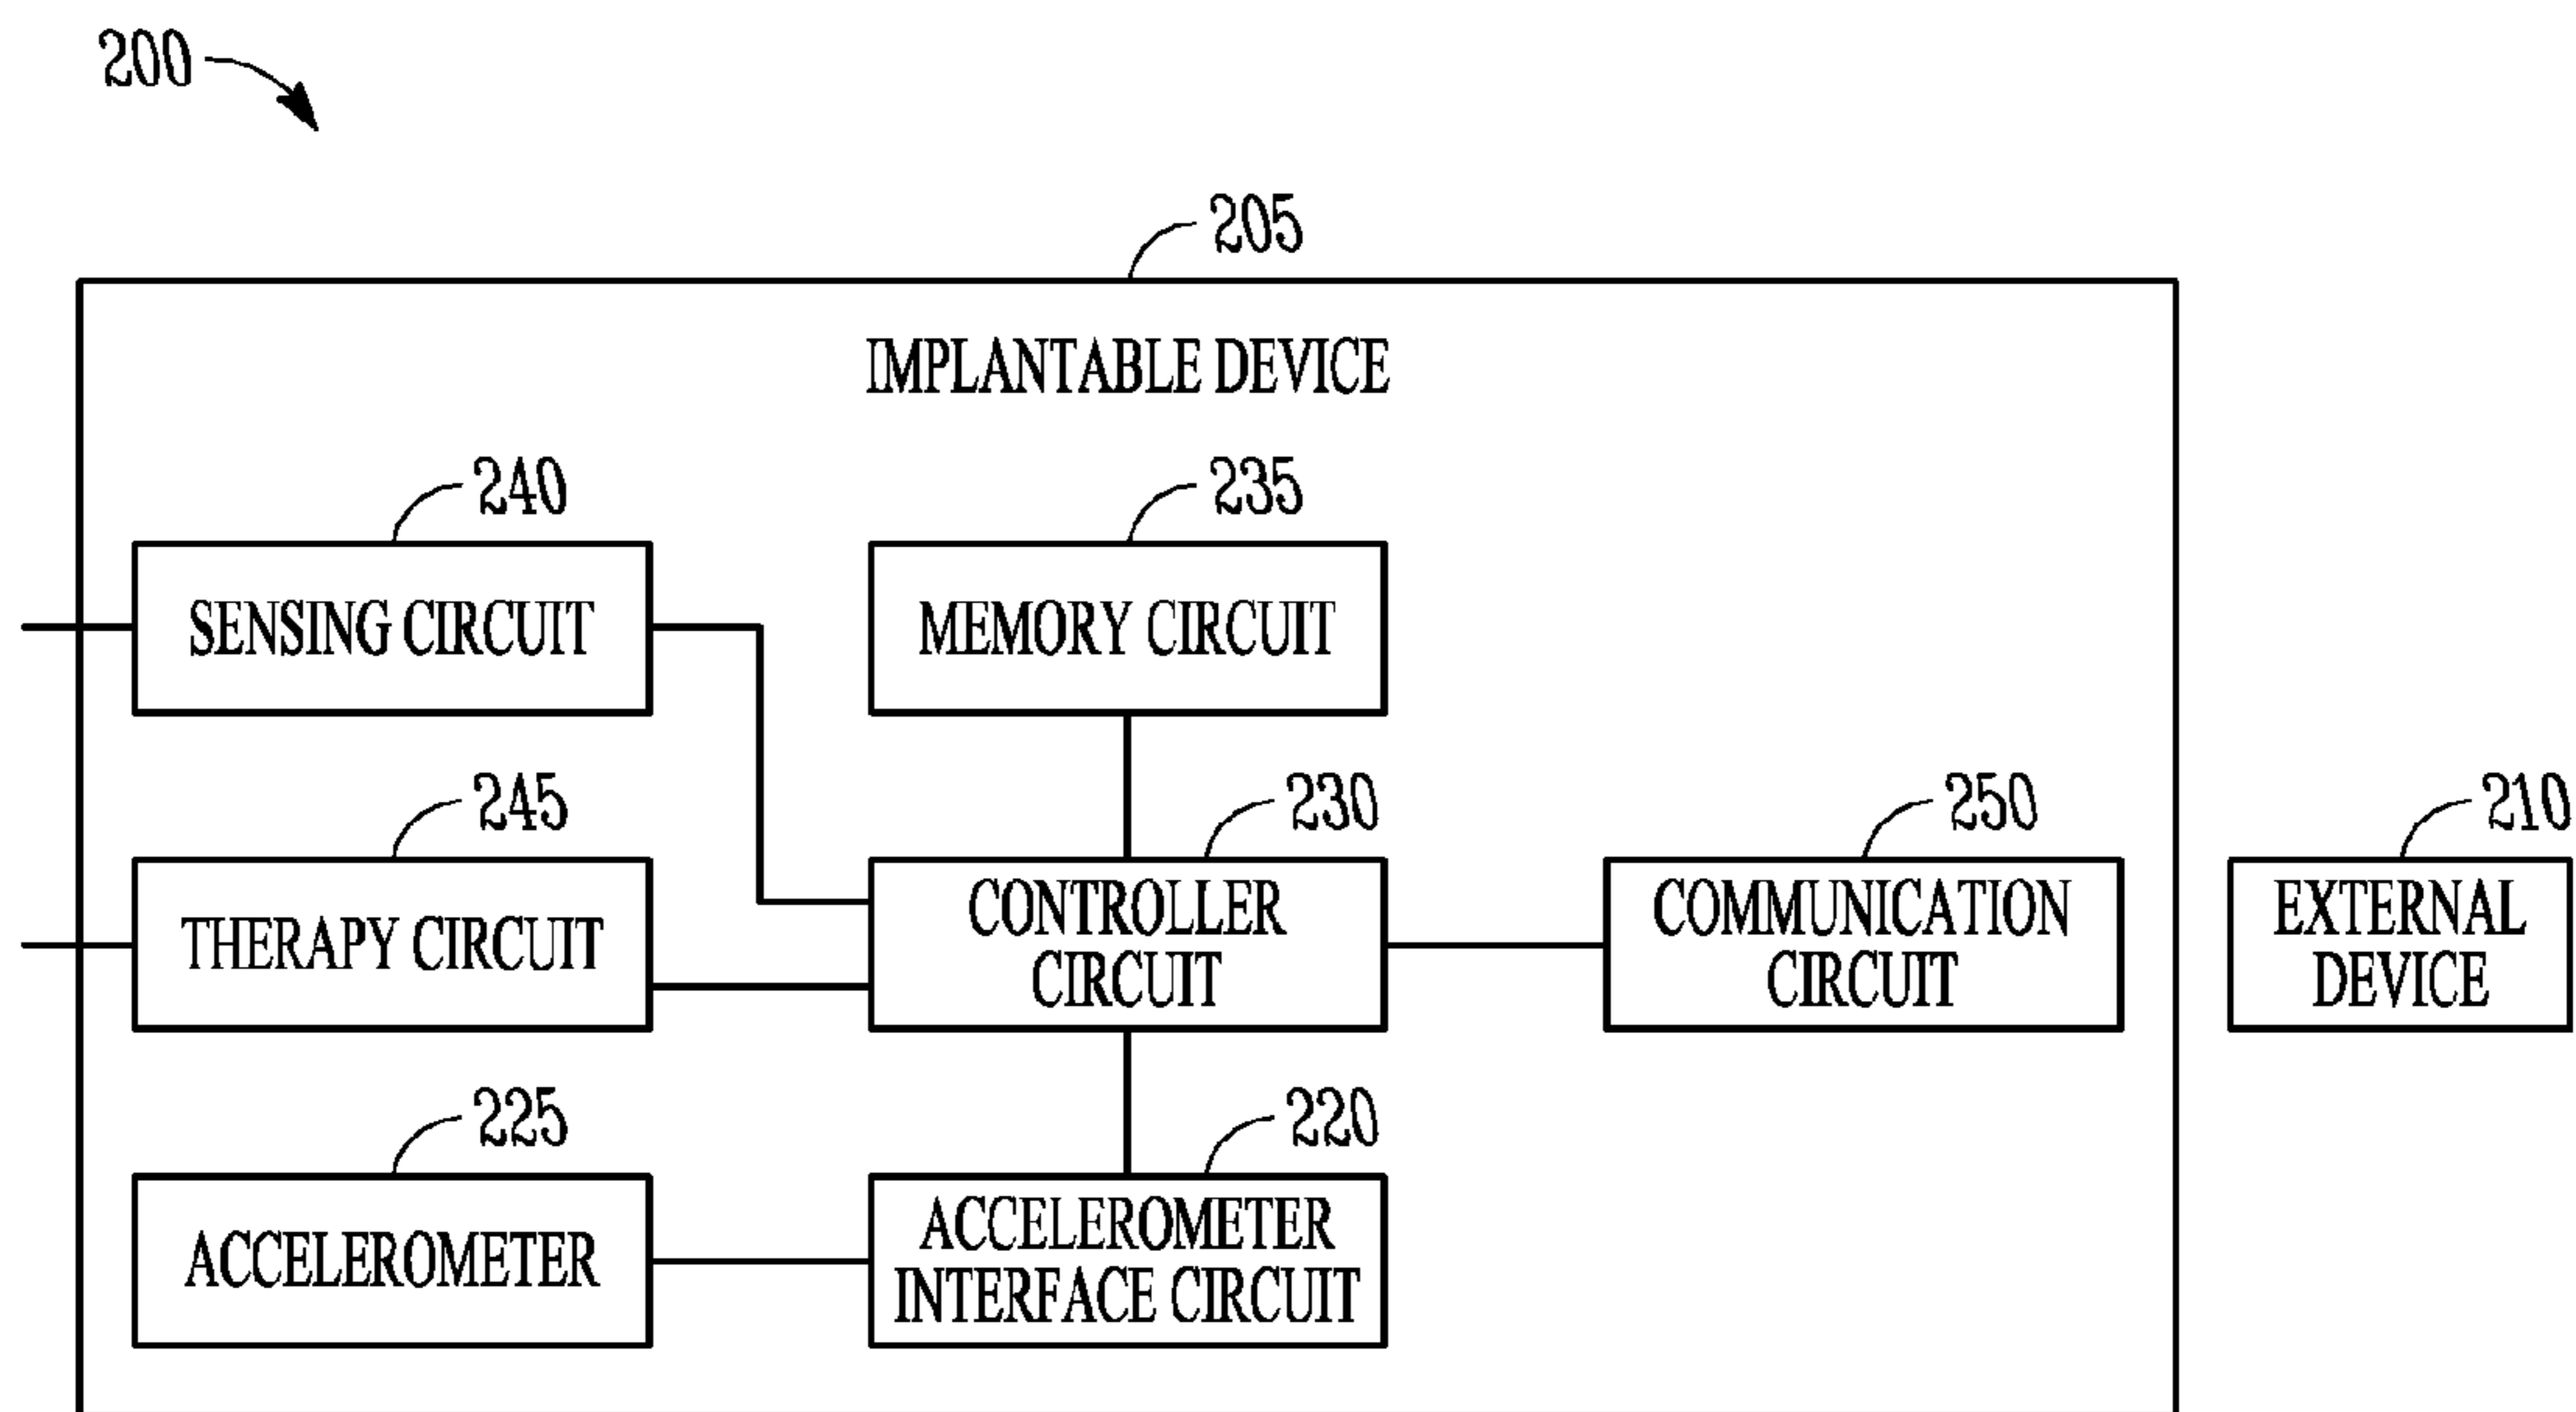 200
205
IMPLANTABLE DEVICE
240
235
SENSING CIRCUIT
MEMORY CIRCUIT
245
230
250
210
THERAPY CIRCUIT
CONTROLLER
CIRCUIT
COMMUNICATION
CIRCUIT
EXTERNAL
DEVICE
225
220
ACCELEROMETER
ACCELEROMETER
INTERFACE CIRCUIT